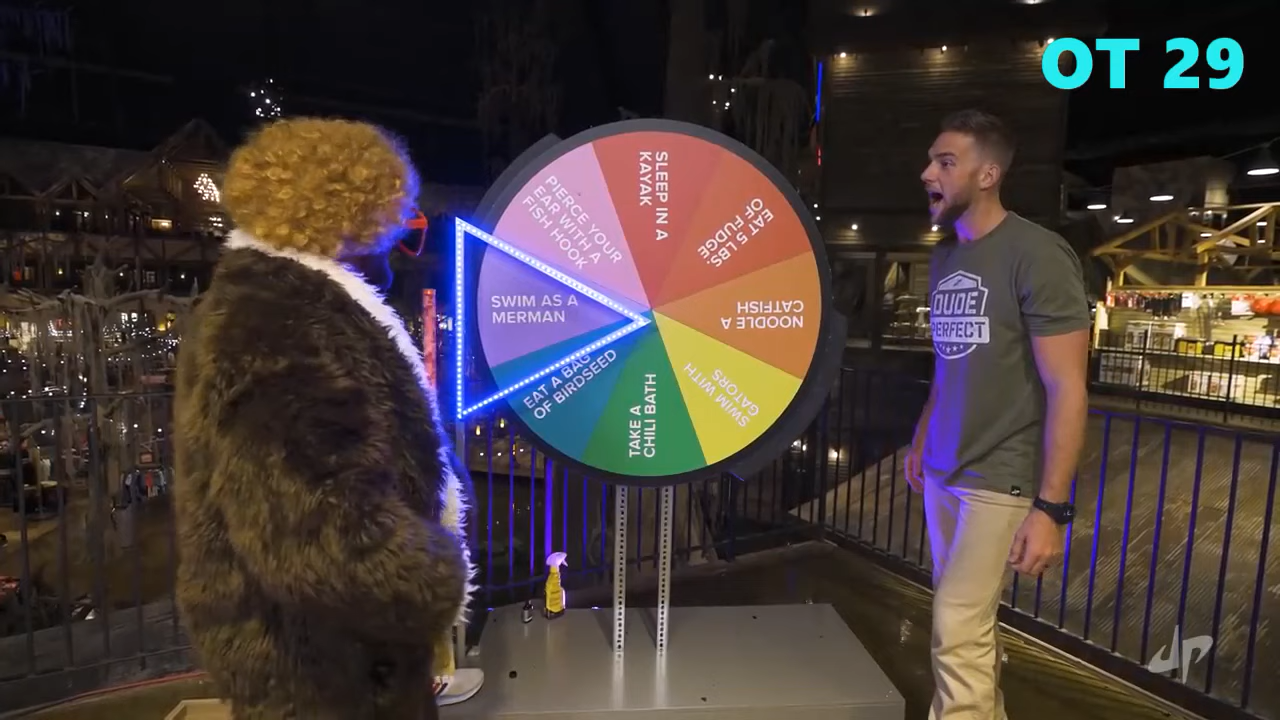 OT 29
SLEEP IN A
KAYAK
EAT 5 LBS.
OF FUDGE
NOODLE A
CATFISH
SWIM WITH
GATORS
TAKE A
CHILI BATH
EAT A BAG
OF BIRDSEED
SWIM AS A
MERMAN
PIERCE YOUR
EAR WITH A
FISH HOOK
DUDE
PERFECT
dp